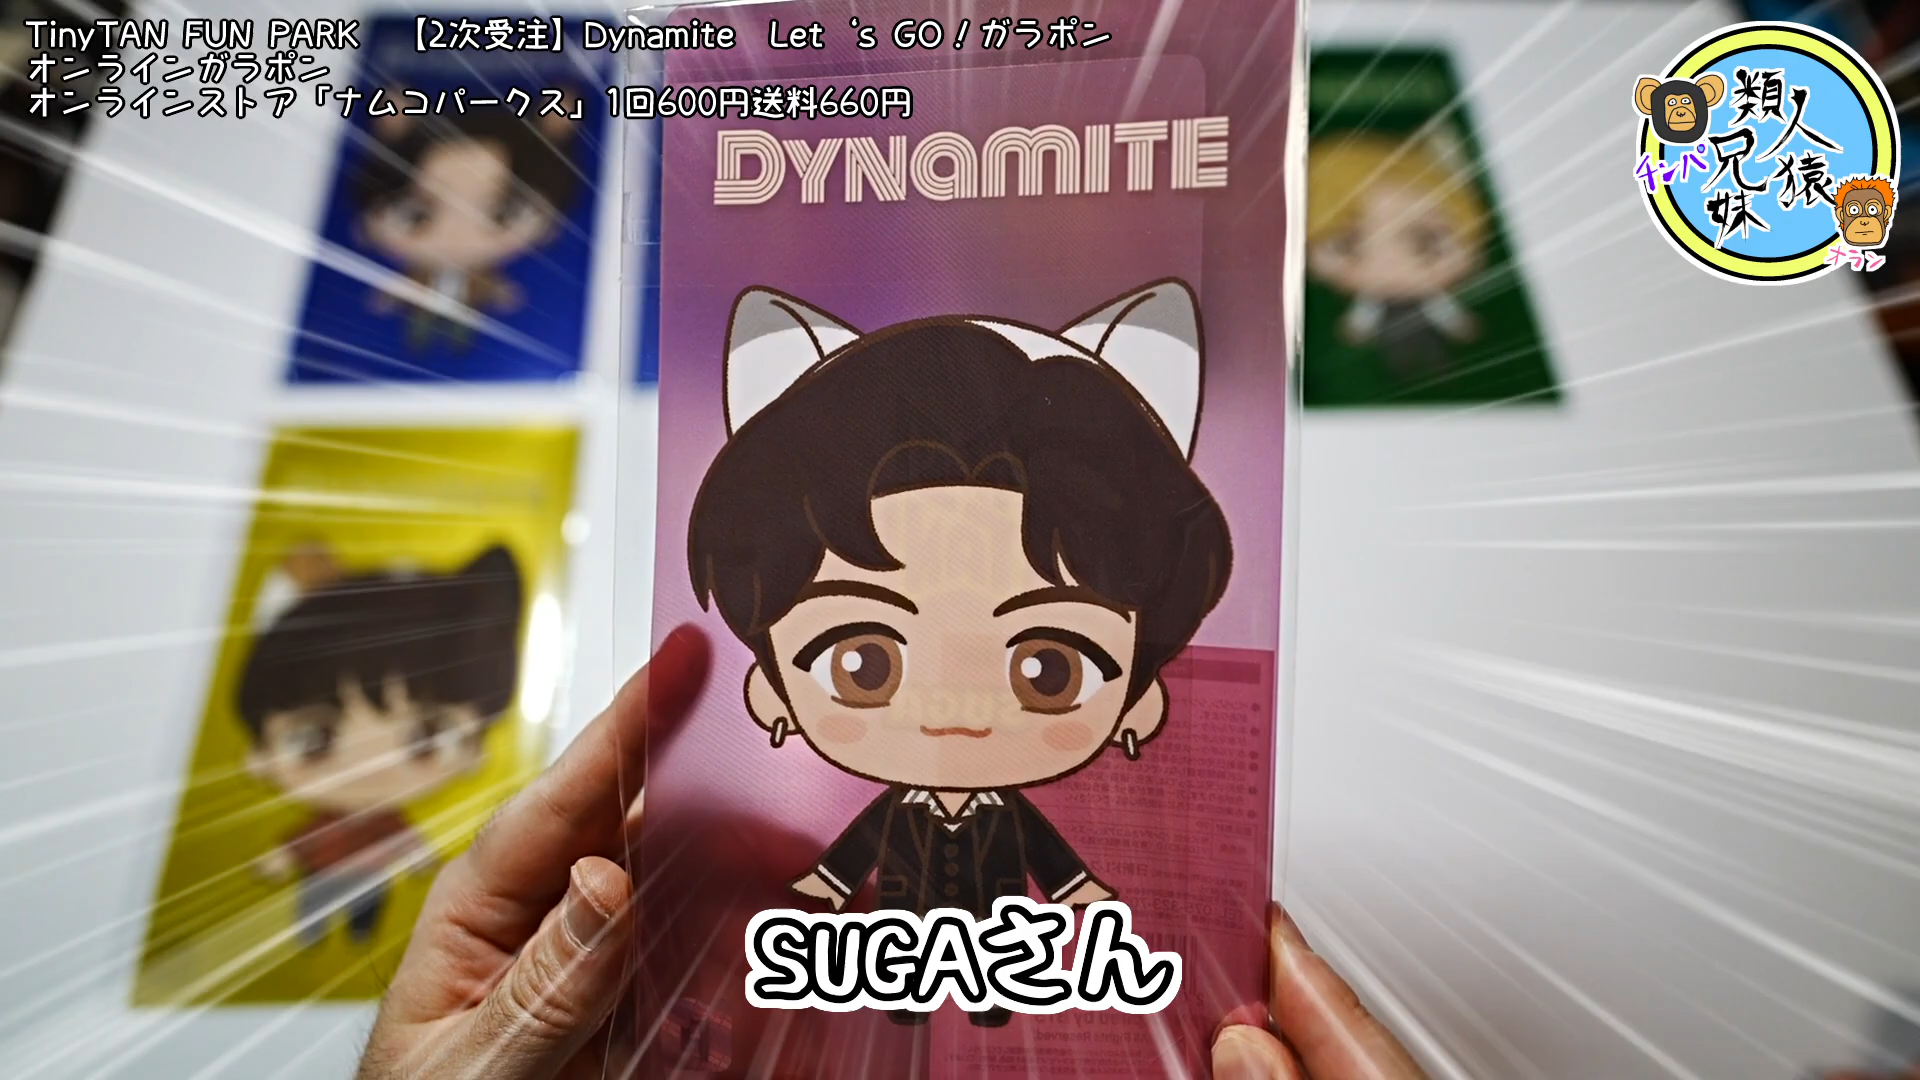 TinyTAN FUN PARK 【2次受注】Dynamite Let‘s GO！ガラポン
オンラインガラポン
オンラインストア「ナムコパークス」1回600円送料660円
類人猿
兄妹
チンパ
オラン
DYNAMITE
SUGAさん